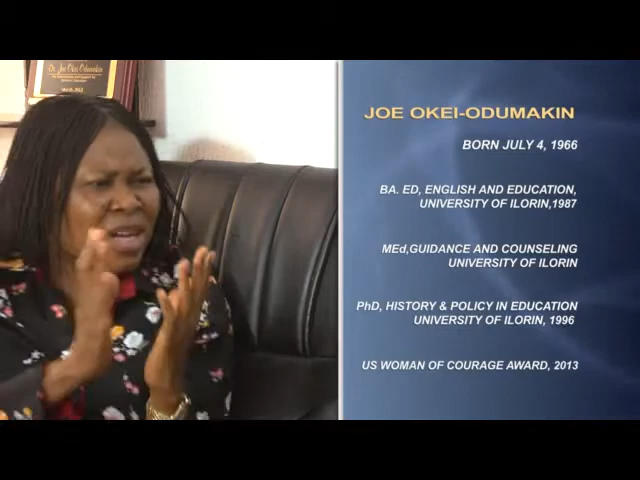 Dr. Joe Okei Odumakin
JOE OKEI-ODUMAKIN
BORN JULY 4, 1966
BA. ED, ENGLISH AND EDUCATION,
UNIVERSITY OF ILORIN,1987
MEd,GUIDANCE AND COUNSELING
UNIVERSITY OF ILORIN
PhD, HISTORY & POLICY IN EDUCATION
UNIVERSITY OF ILORIN, 1996
US WOMAN OF COURAGE AWARD, 2013